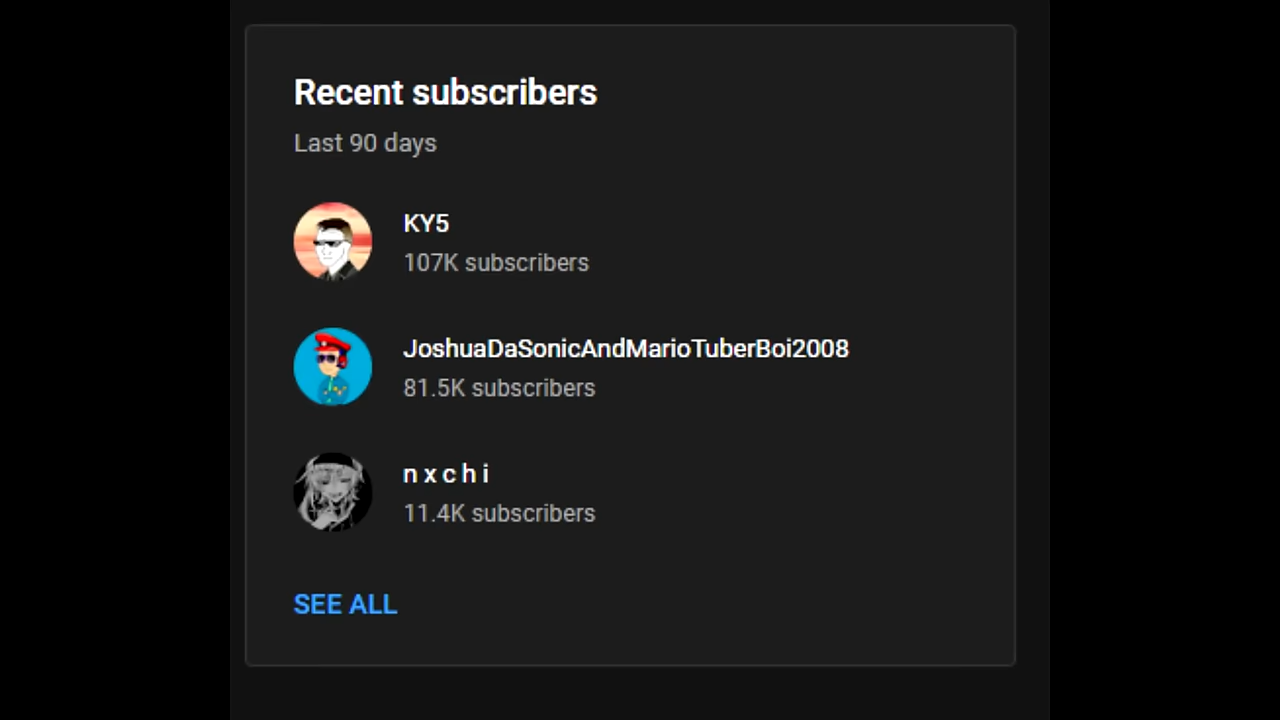 Recent subscribers
Last 90 days
KY5
107K subscribers
JoshuaDaSonicAndMarioTuberBoi2008
81.5K subscribers
n x c h i
11.4K subscribers
SEE ALL